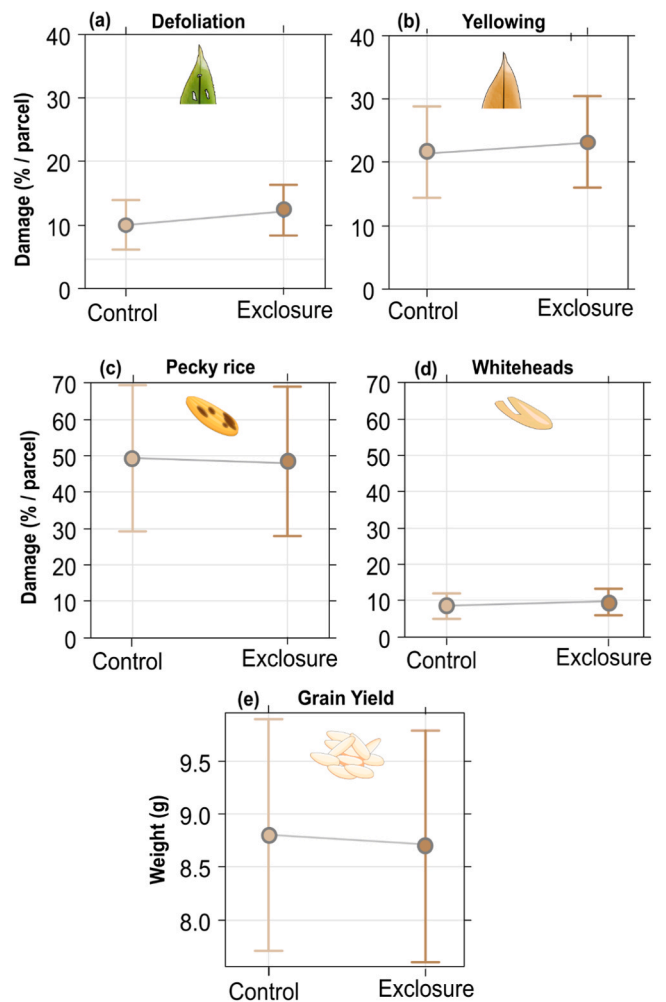 (a) Defoliation
Damage (% / parcel)
40
30
20
10
0
Control Exclosure
(b) Yellowing
40
30
20
10
0
Control Exclosure
(c) Pecky rice
Damage (% / parcel)
70
60
50
40
30
20
10
0
Control Exclosure
(d) Whiteheads
70
60
50
40
30
20
10
0
Control Exclosure
(e) Grain Yield
Weight (g)
9.5
9.0
8.5
8.0
Control Exclosure